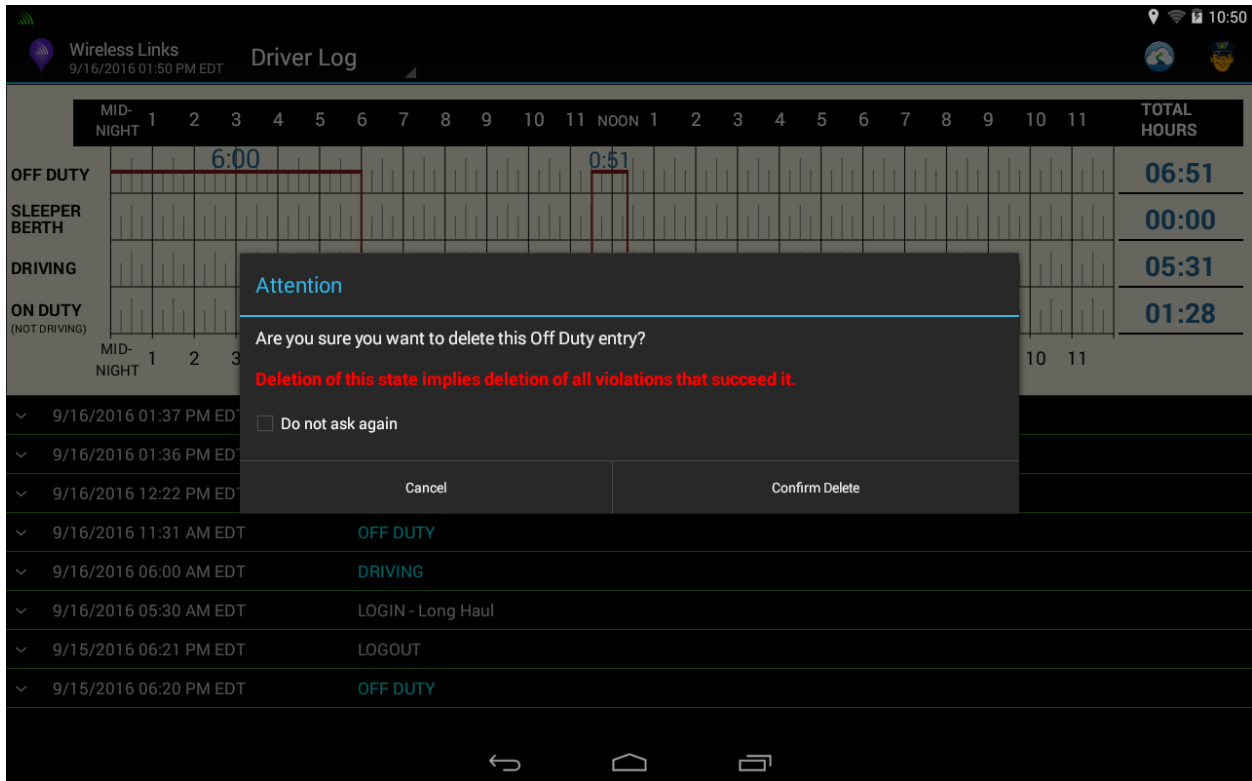 10:50
Wireless Links
9/16/2016 01:50 PM EDT
Driver Log
MID-NIGHT 1 2 3 4 5 6 7 8 9 10 11 NOON 1 2 3 4 5 6 7 8 9 10 11
TOTAL HOURS
OFF DUTY 6:00 0:51 06:51
SLEEPER BERTH 00:00
DRIVING 05:31
ON DUTY (NOT DRIVING) 01:28
MID-NIGHT 1 2 3 10 11
Attention
Are you sure you want to delete this Off Duty entry?
Deletion of this state implies deletion of all violations that succeed it.
Do not ask again
Cancel Confirm Delete
9/16/2016 01:37 PM EDT
9/16/2016 01:36 PM EDT
9/16/2016 12:22 PM EDT
9/16/2016 11:31 AM EDT OFF DUTY
9/16/2016 06:00 AM EDT DRIVING
9/16/2016 05:30 AM EDT LOGIN - Long Haul
9/15/2016 06:21 PM EDT LOGOUT
9/15/2016 06:20 PM EDT OFF DUTY